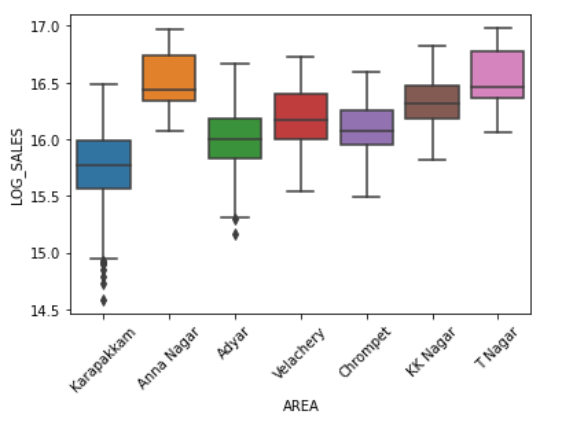 17.0
16.5
16.0
15.5
15.0
14.5
LOG_SALES
Karapakkam
Anna Nagar
Adyar
Velachery
Chrompet
KK Nagar
T Nagar
AREA